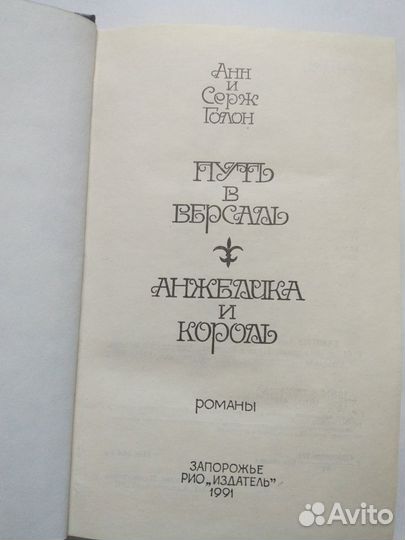 Анн
и
Серж
Голон
ПУТЬ
В
ВЕРСАЛЬ
АНЖЕЛИКА
И
КОРОЛЬ
РОМАНЫ
ЗАПОРОЖЬЕ
РИО „ИЗДАТЕЛЬ"
1991
Avito